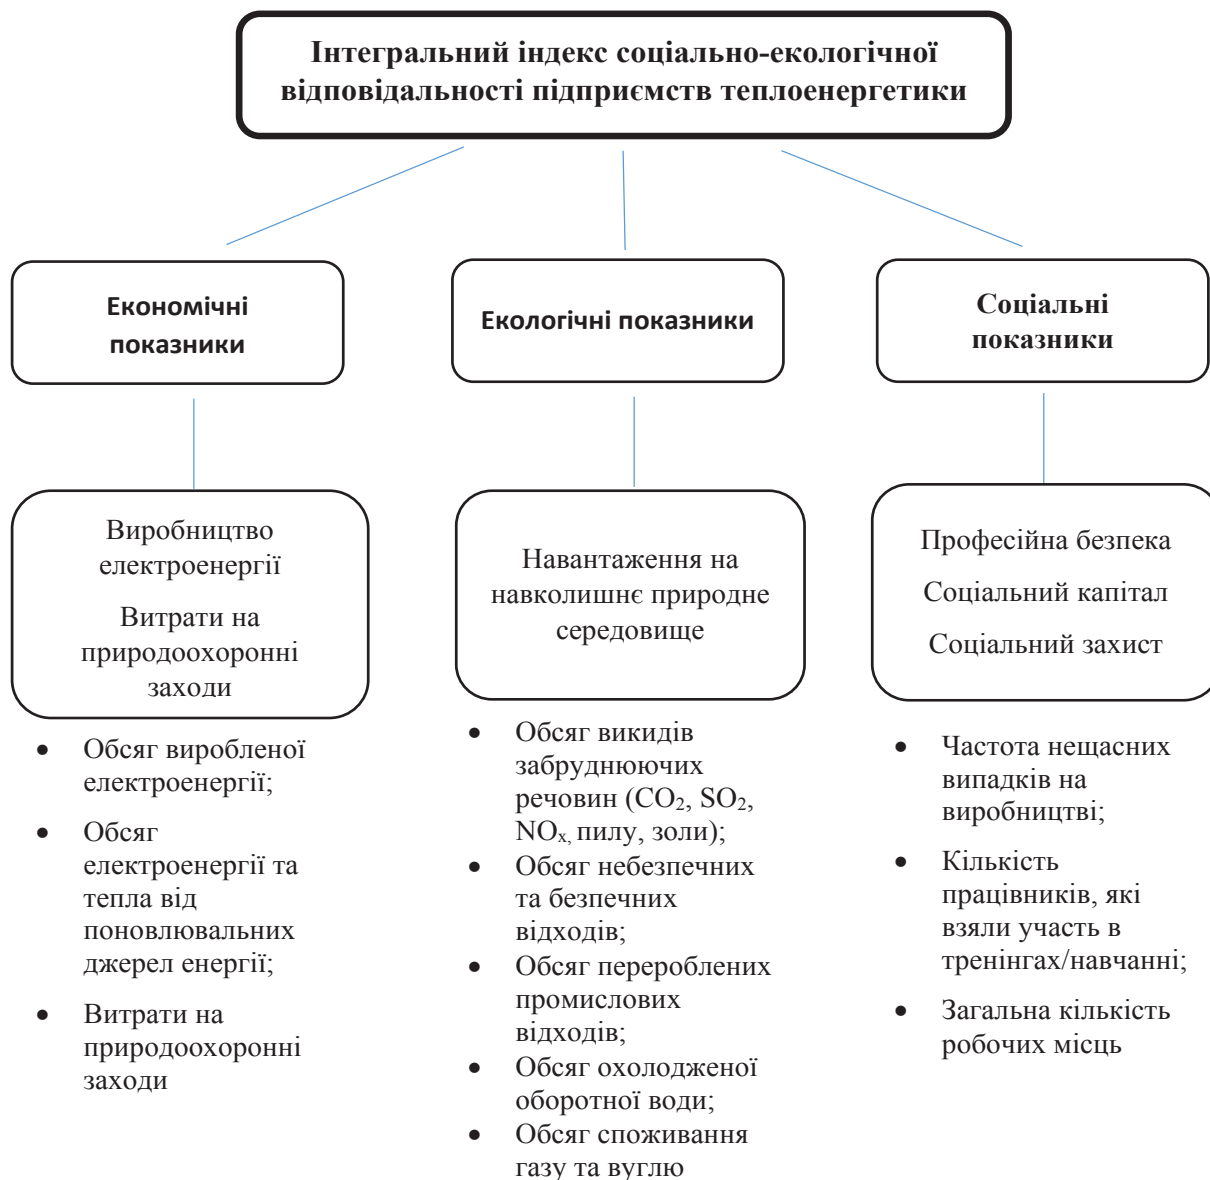 Інтегральний індекс соціально-екологічної
відповідальності підприємств теплоенергетики
Економічні
показники
Екологічні показники
Соціальні
показники
Виробництво
електроенергії
Витрати на
природоохоронні
заходи
Навантаження на
навколишнє природне
середовище
Професійна безпека
Соціальний капітал
Соціальний захист
• Обсяг виробленої
електроенергії;
• Обсяг
електроенергії та
тепла від
поновлювальних
джерел енергії;
• Витрати на
природоохоронні
заходи
• Обсяг викидів
забруднюючих
речовин (CO₂, SO₂,
NOₓ, пилу, золи);
• Обсяг небезпечних
та безпечних
відходів;
• Обсяг перероблених
промислових
відходів;
• Обсяг охолодженої
оборотної води;
• Обсяг споживання
газу та вуглю
• Частота нещасних
випадків на
виробництві;
• Кількість
працівників, які
взяли участь в
тренінгах/навчанні;
• Загальна кількість
робочих місць